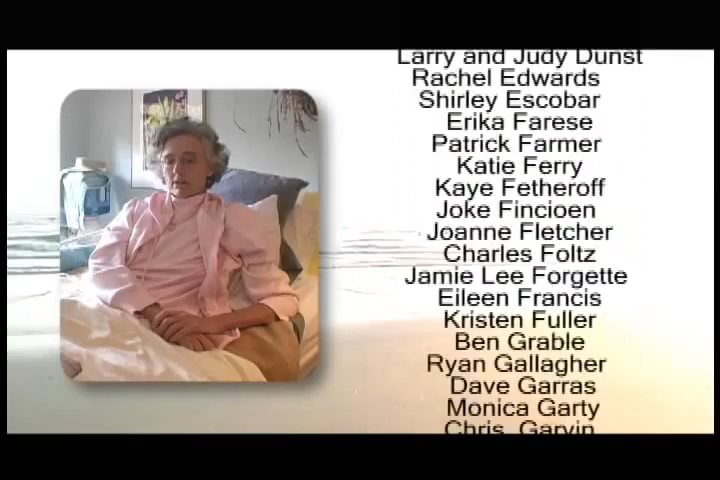 Larry and Judy Dunst
Rachel Edwards
Shirley Escobar
Erika Farese
Patrick Farmer
Katie Ferry
Kaye Fetheroff
Joke Fincioen
Joanne Fletcher
Charles Foltz
Jamie Lee Forgette
Eileen Francis
Kristen Fuller
Ben Grable
Ryan Gallagher
Dave Garras
Monica Garty
Chris Garvin